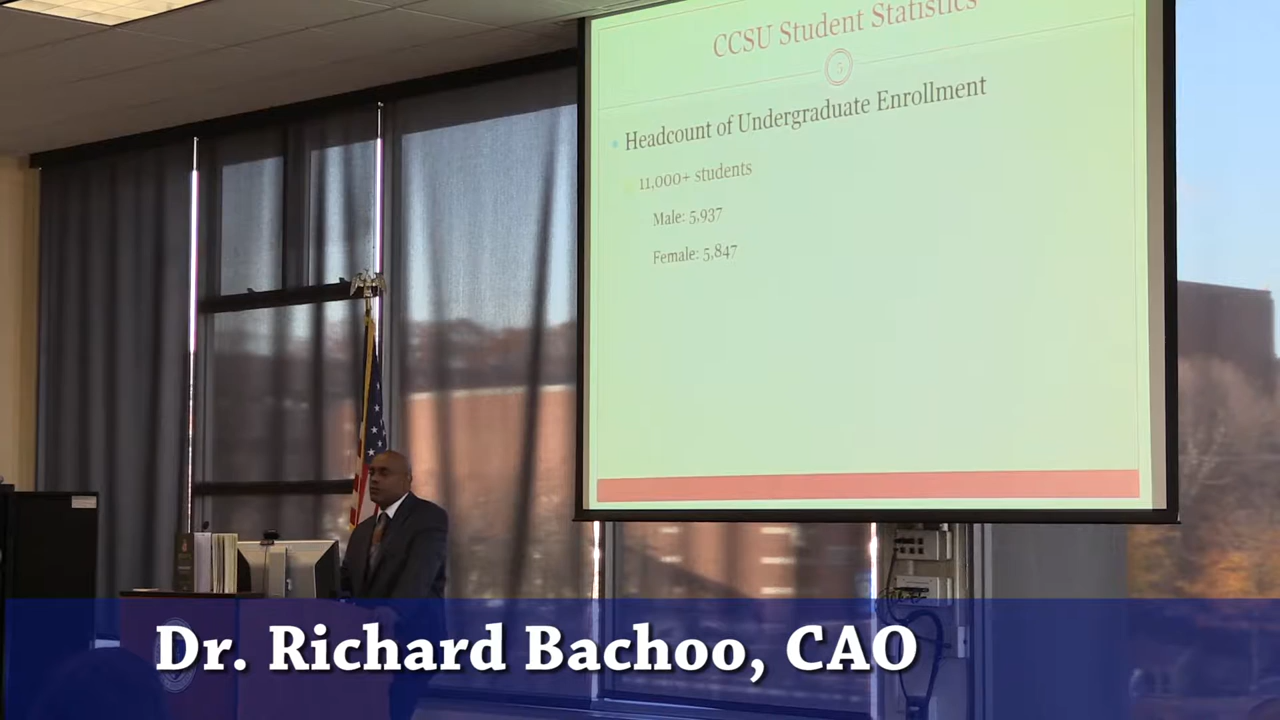 CCSU Student Statistics
5
Headcount of Undergraduate Enrollment
11,000+ students
Male: 5,937
Female: 5,847
Dr. Richard Bachoo, CAO